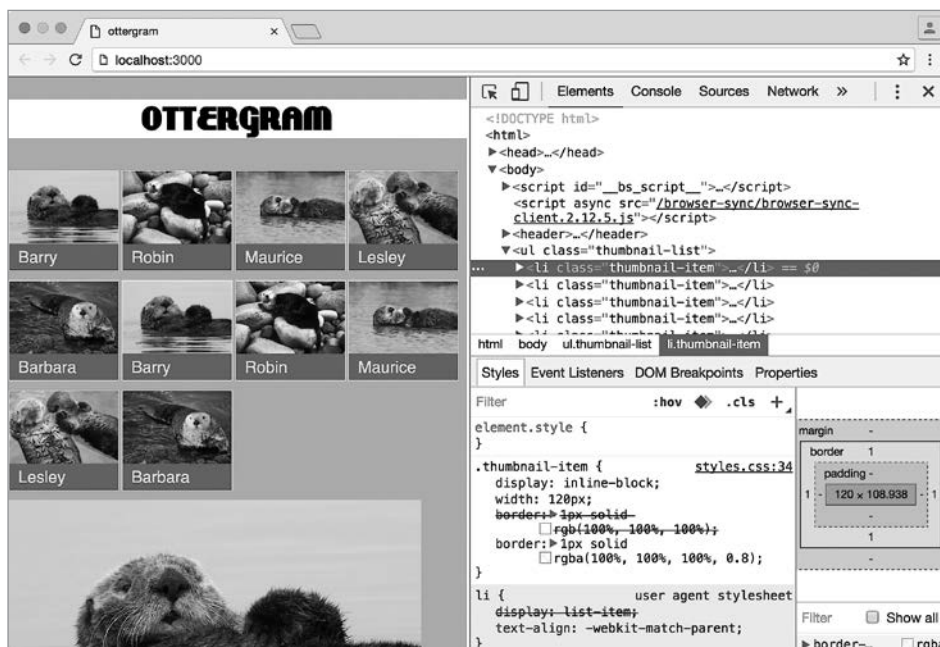 ottergram
localhost:3000
OTTERGRAM
Barry
Robin
Maurice
Lesley
Barbara
Barry
Robin
Maurice
Lesley
Barbara
Elements Console Sources Network »
<!DOCTYPE html>
<html>
▶<head>…</head>
▼<body>
▶<script id="__bs_script__">…</script>
<script async src="/browser-sync/browser-sync-
client.2.12.5.js"></script>
▶<header>…</header>
▼<ul class="thumbnail-list">
… ▶<li class="thumbnail-item">…</li> == $0
▶<li class="thumbnail-item">…</li>
▶<li class="thumbnail-item">…</li>
▶<li class="thumbnail-item">…</li>
▶<li class="thumbnail-item">…</li>
html body ul.thumbnail-list li.thumbnail-item
Styles Event Listeners DOM Breakpoints Properties
Filter :hov .cls +
element.style {
}
.thumbnail-item { styles.css:34
display: inline-block;
width: 120px;
border:▶1px solid
rgb(100%, 100%, 100%);
border:▶1px solid
rgba(100%, 100%, 100%, 0.8);
}
li { user agent stylesheet
display: list-item;
text-align: -webkit-match-parent;
}
margin -
border 1
padding -
1 - 120 × 108.938 - 1
-
1
-
Filter Show all
▶border-… rgba